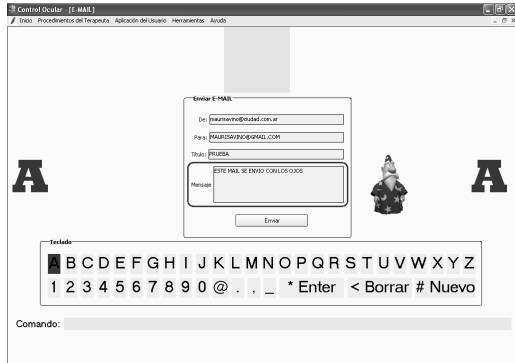 Control Ocular - [E-MAIL]
Inicio Procedimientos del Terapeuta Aplicación del Usuario Herramientas Ayuda
Enviar E-MAIL
De: maurisavino@ciudad.com.ar
Para: MAURISAVINO@GMAIL.COM
Título: PRUEBA
Mensaje ESTE MAIL SE ENVIO CON LOS OJOS
A A
Enviar
Teclado
A B C D E F G H I J K L M N O P Q R S T U V W X Y Z
1 2 3 4 5 6 7 8 9 0 @ . , _ * Enter < Borrar # Nuevo
Comando: